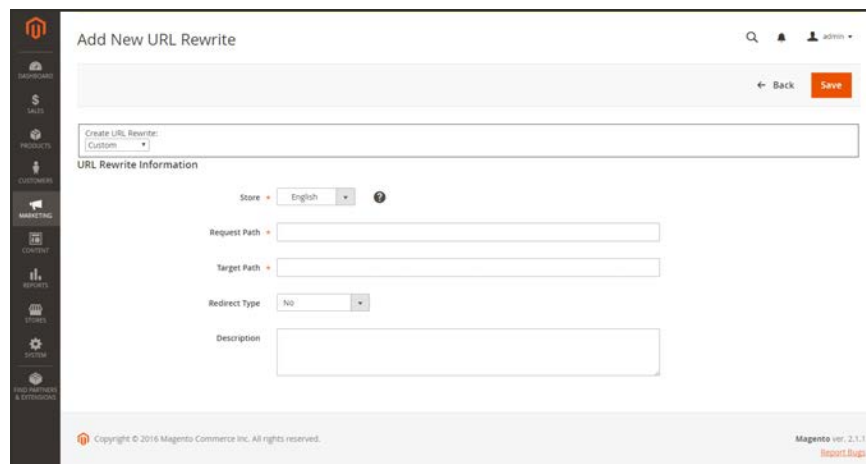 Add New URL Rewrite
admin
DASHBOARD
SALES
PRODUCTS
CUSTOMERS
MARKETING
CONTENT
REPORTS
STORES
SYSTEM
FIND PARTNERS
& EXTENSIONS
← Back
Save
Create URL Rewrite:
Custom
URL Rewrite Information
Store *
English
?
Request Path *
Target Path *
Redirect Type
No
Description
Copyright © 2016 Magento Commerce Inc. All rights reserved.
Magento ver. 2.1.1
Report Bugs